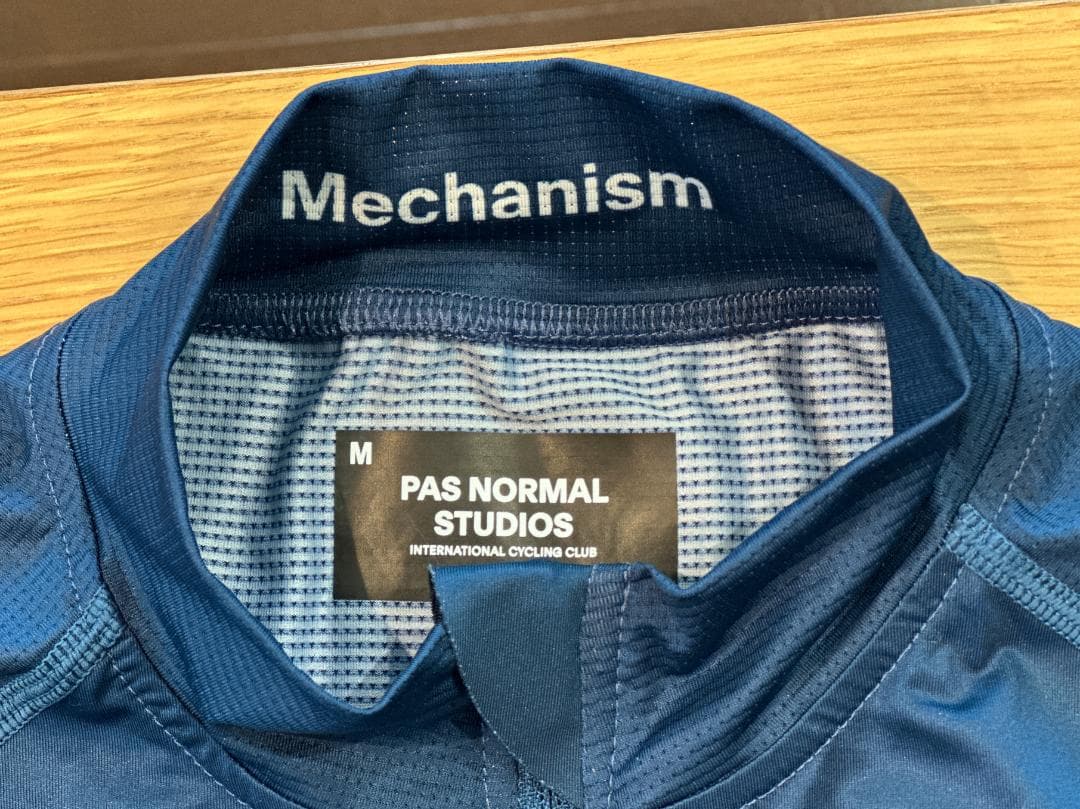 Mechanism
M
PAS NORMAL
STUDIOS
INTERNATIONAL CYCLING CLUB